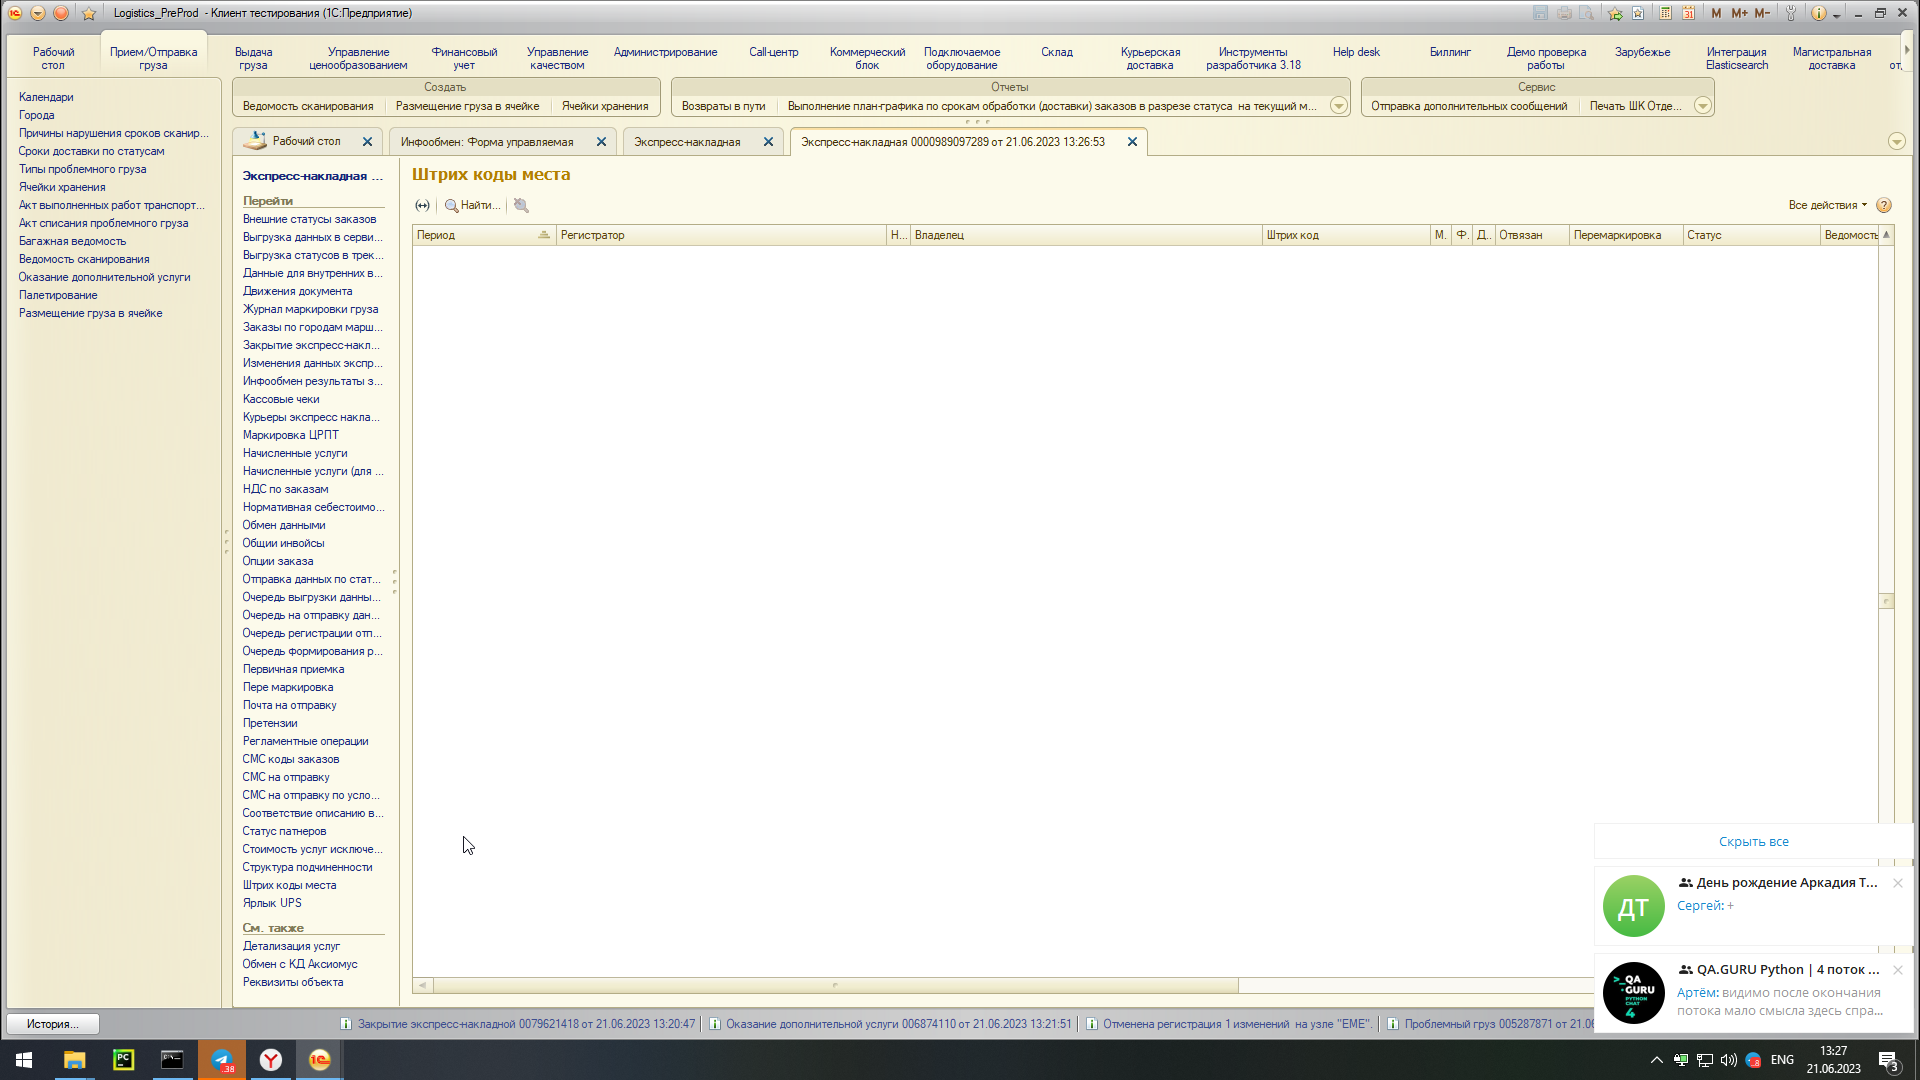 Logistics_PreProd - Клиент тестирования (1С:Предприятие)
M M+ M-
Рабочий стол
Прием/Отправка груза
Выдача груза
Управление ценообразованием
Финансовый учет
Управление качеством
Администрирование
Call-центр
Коммерческий блок
Подключаемое оборудование
Склад
Курьерская доставка
Инструменты разработчика 3.18
Help desk
Биллинг
Демо проверка работы
Зарубежье
Интеграция Elasticsearch
Магистральная доставка
Создать
Ведомость сканирования
Размещение груза в ячейке
Ячейки хранения
Отчеты
Возвраты в пути
Выполнение план-графика по срокам обработки (доставки) заказов в разрезе статуса на текущий м...
Сервис
Отправка дополнительных сообщений
Печать ШК Отде...
Календари
Города
Причины нарушения сроков сканир...
Сроки доставки по статусам
Типы проблемного груза
Ячейки хранения
Акт выполненных работ транспорт...
Акт списания проблемного груза
Багажная ведомость
Ведомость сканирования
Оказание дополнительной услуги
Палетирование
Размещение груза в ячейке
Рабочий стол
Инфообмен: Форма управляемая
Экспресс-накладная
Экспресс-накладная 0000989097289 от 21.06.2023 13:26:53
Экспресс-накладная ...
Перейти
Внешние статусы заказов
Выгрузка данных в серви...
Выгрузка статусов в трек...
Данные для внутренних в...
Движения документа
Журнал маркировки груза
Заказы по городам марш...
Закрытие экспресс-накл...
Изменения данных экспр...
Инфообмен результаты з...
Кассовые чеки
Курьеры экспресс накла...
Маркировка ЦРПТ
Начисленные услуги
Начисленные услуги (для ...
НДС по заказам
Нормативная себестоимо...
Обмен данными
Общии инвойсы
Опции заказа
Отправка данных по стат...
Очередь выгрузки данны...
Очередь на отправку дан...
Очередь регистрации отп...
Очередь формирования р...
Первичная приемка
Пере маркировка
Почта на отправку
Претензии
Регламентные операции
СМС коды заказов
СМС на отправку
СМС на отправку по усло...
Соответствие описанию в...
Статус патнеров
Стоимость услуг исключе...
Структура подчиненности
Штрих коды места
Ярлык UPS
См. также
Детализация услуг
Обмен с КД Аксиомус
Реквизиты объекта
Штрих коды места
Найти...
Все действия
Период
Регистратор
Н...
Владелец
Штрих код
М.
Ф.
Д..
Отвязан
Перемаркировка
Статус
Ведомость
Скрыть все
ДТ
День рождение Аркадия Т...
Сергей: +
QA GURU PYTHON CHAT 4
QA.GURU Python | 4 поток ...
Артём: видимо после окончания
потока мало смысла здесь спра...
История...
Закрытие экспресс-накладной 0079621418 от 21.06.2023 13:20:47
Оказание дополнительной услуги 006874110 от 21.06.2023 13:21:51
Отменена регистрация 1 изменений на узле "EME".
Проблемный груз 005287871 от 21.06
PC
38
ENG
13:27
21.06.2023
3